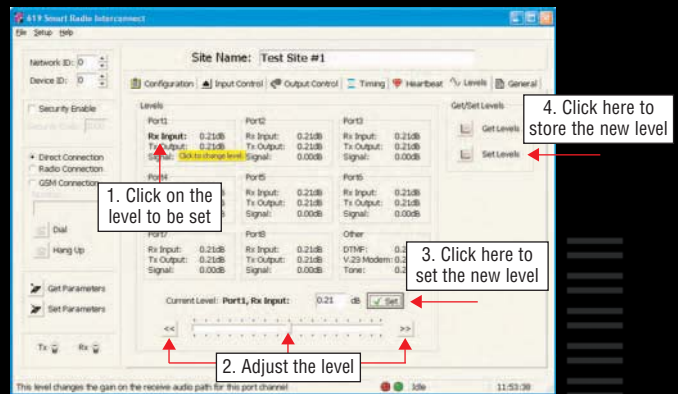 619 Smart Radio Interconnect
File Setup Help
Network ID: 0
Device ID: 0
Site Name: Test Site #1
Configuration Input Control Output Control Timing Heartbeat Levels General
Security Enable
Direct Connection
Radio Connection
GSM Connection
Dial
Hang Up
Get Parameters
Set Parameters
Tx Rx
Levels
Port1 Port2 Port3
Rx Input: 0.21dB Rx Input: 0.21dB Rx Input: 0.21dB
Tx Output: 0.21dB Tx Output: 0.21dB Tx Output: 0.21dB
Signal: Click to change level Signal: 0.00dB Signal: 0.00dB
Port4 Port5 Port6
Rx Input: 0.21dB Rx Input: 0.21dB
Tx Output: 0.21dB Tx Output: 0.21dB
Signal: 0.00dB Signal: 0.00dB
Port7 Port8 Other
Rx Input: 0.21dB Rx Input: 0.21dB DTMF:
Tx Output: 0.21dB Tx Output: 0.21dB V.23 Modem:
Signal: 0.00dB Signal: 0.00dB Tone:
Current Level: Port1, Rx Input: 0.21 dB Set
<< >>
Get/Set Levels
Get Levels
Set Levels
1. Click on the
level to be set
2. Adjust the level
3. Click here to
set the new level
4. Click here to
store the new level
This level changes the gain on the receive audio path for this port channel
Idle 11:53:38